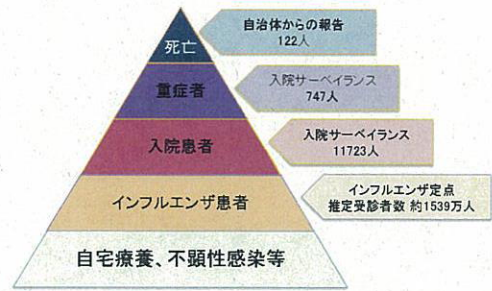 死亡
自治体からの報告
122人
重症者
入院サーベイランス
747人
入院患者
入院サーベイランス
11723人
インフルエンザ患者
インフルエンザ定点
推定受診者数 約1539万人
自宅療養、不顕性感染等